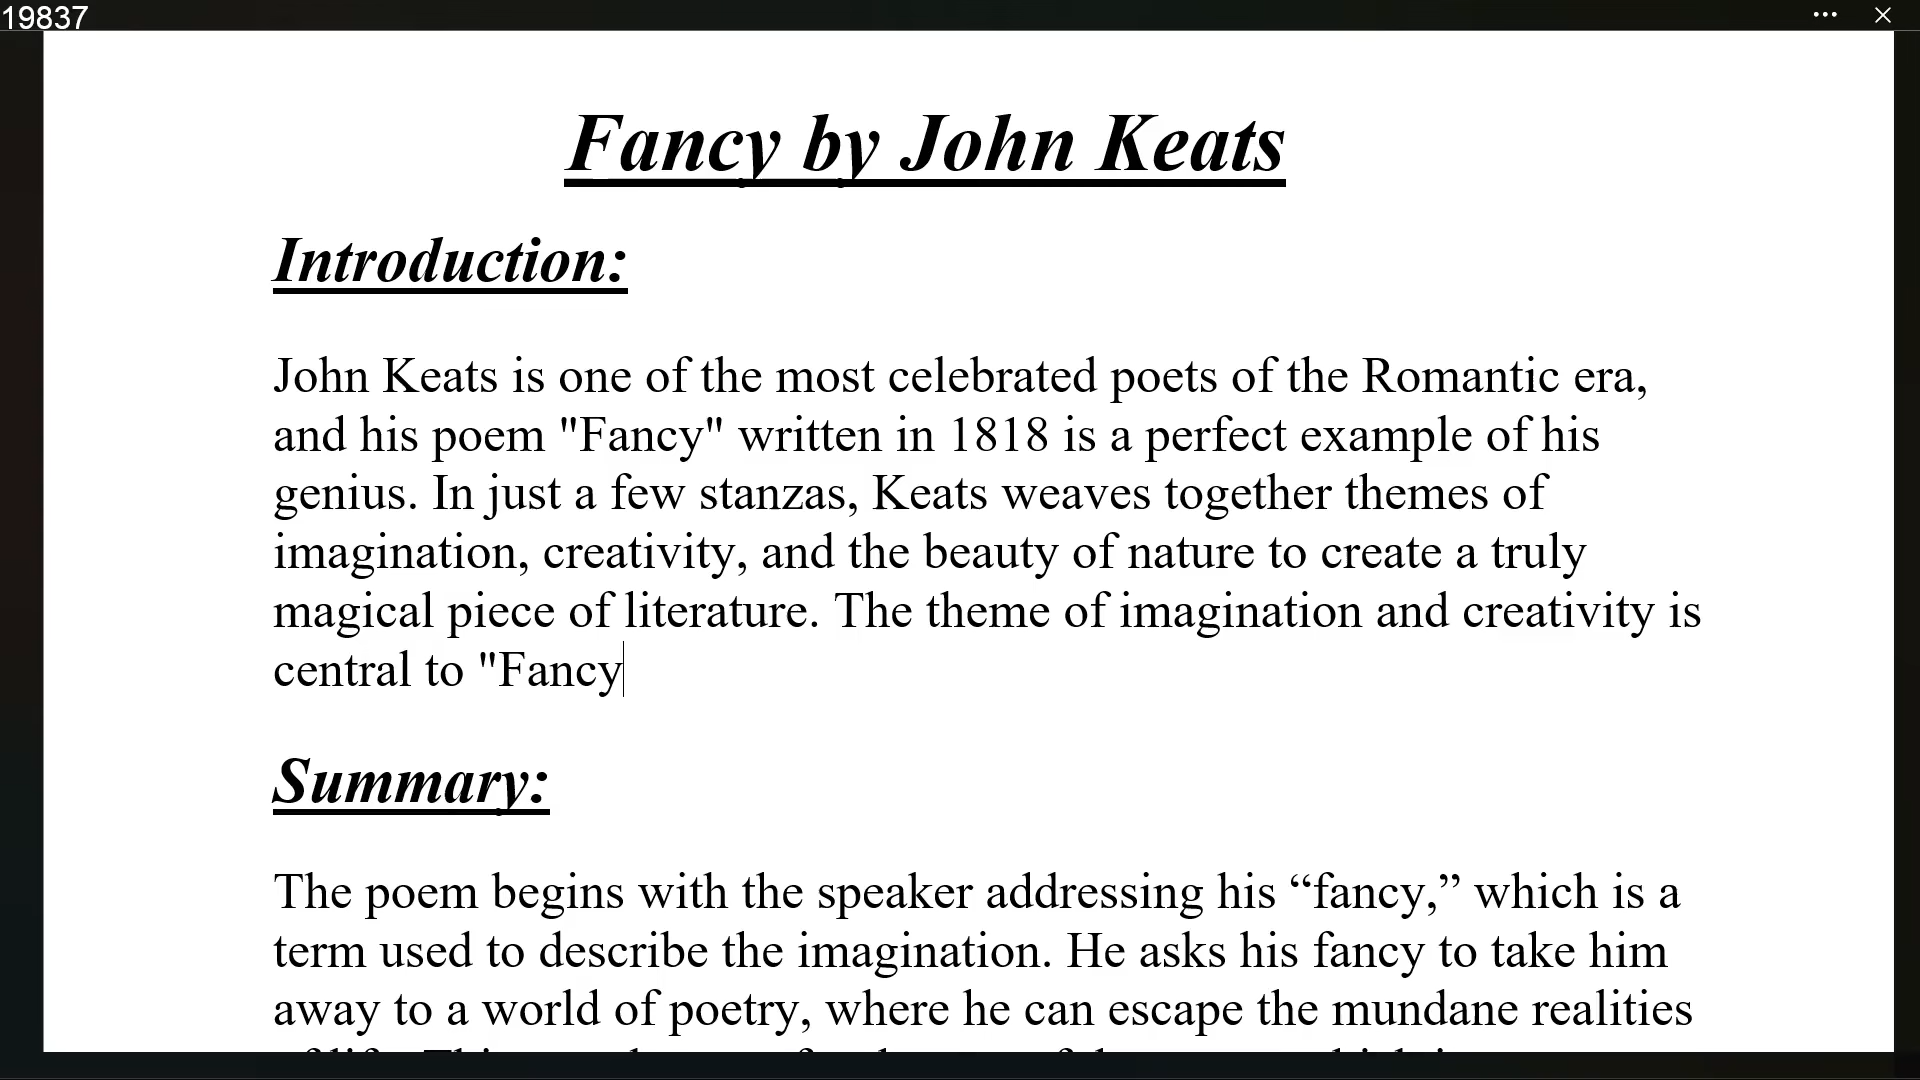 19837
Fancy by John Keats
Introduction:
John Keats is one of the most celebrated poets of the Romantic era,
and his poem "Fancy" written in 1818 is a perfect example of his
genius. In just a few stanzas, Keats weaves together themes of
imagination, creativity, and the beauty of nature to create a truly
magical piece of literature. The theme of imagination and creativity is
central to "Fancy
Summary:
The poem begins with the speaker addressing his “fancy,” which is a
term used to describe the imagination. He asks his fancy to take him
away to a world of poetry, where he can escape the mundane realities